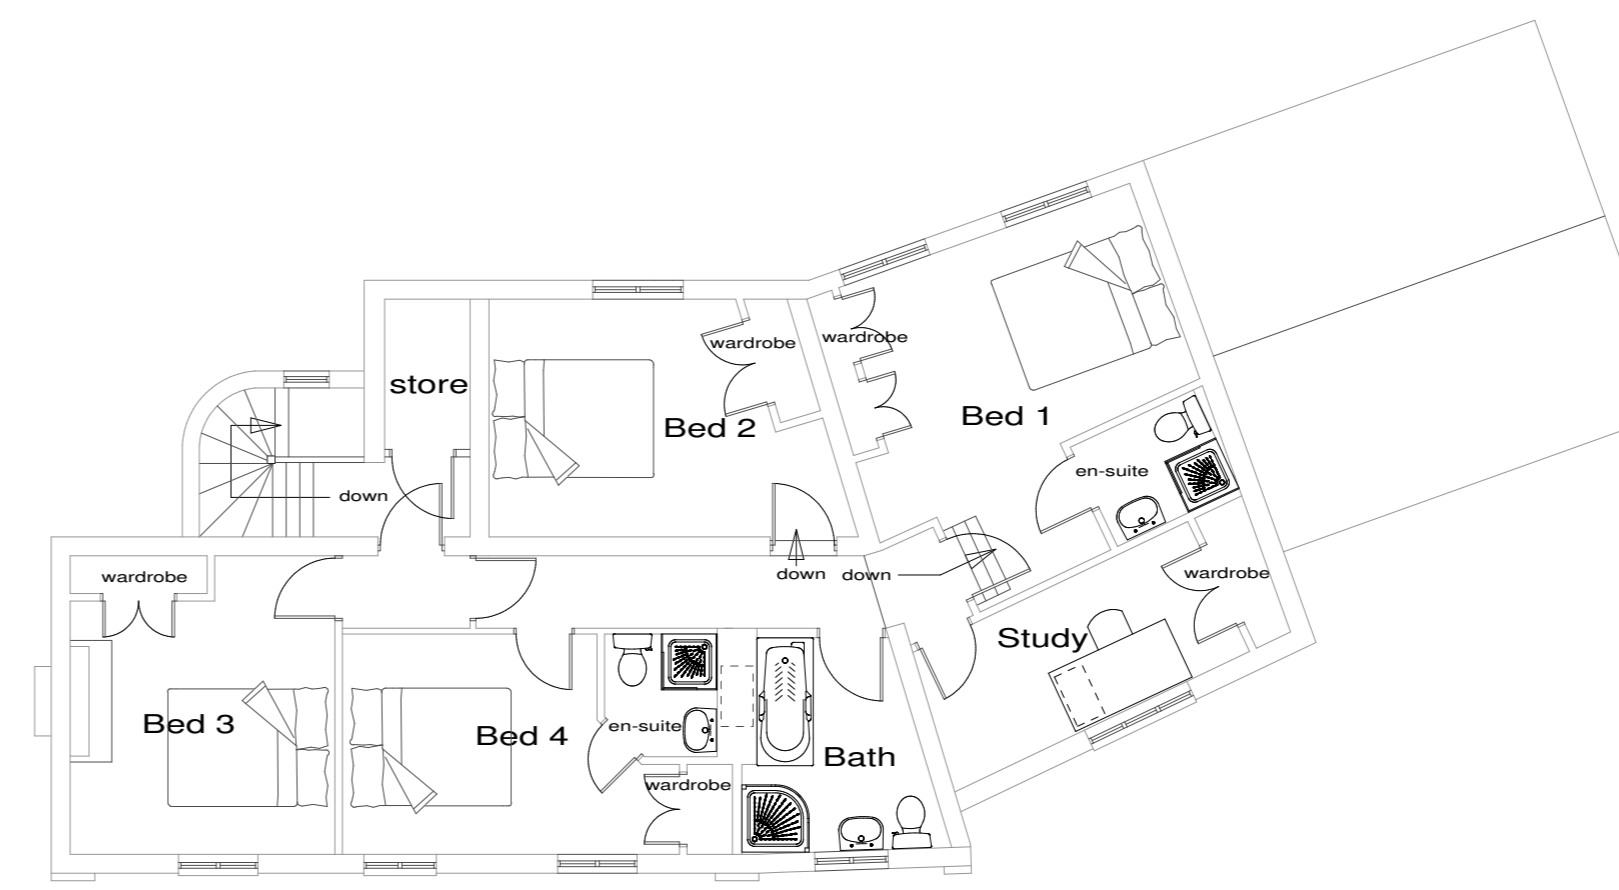 wardrobe
wardrobe
store
Bed 2
Bed 1
en-suite
down
down
down
wardrobe
wardrobe
Study
Bed 3
Bed 4
en-suite
Bath
wardrobe